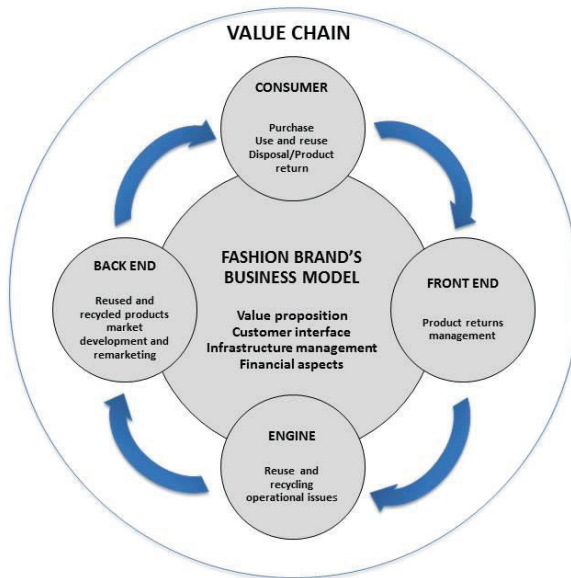 VALUE CHAIN
CONSUMER
Purchase
Use and reuse
Disposal/Product
return
FASHION BRAND'S
BUSINESS MODEL
Value proposition
Customer interface
Infrastructure management
Financial aspects
BACK END
Reused and
recycled products
market
development and
remarketing
FRONT END
Product returns
management
ENGINE
Reuse and
recycling
operational issues